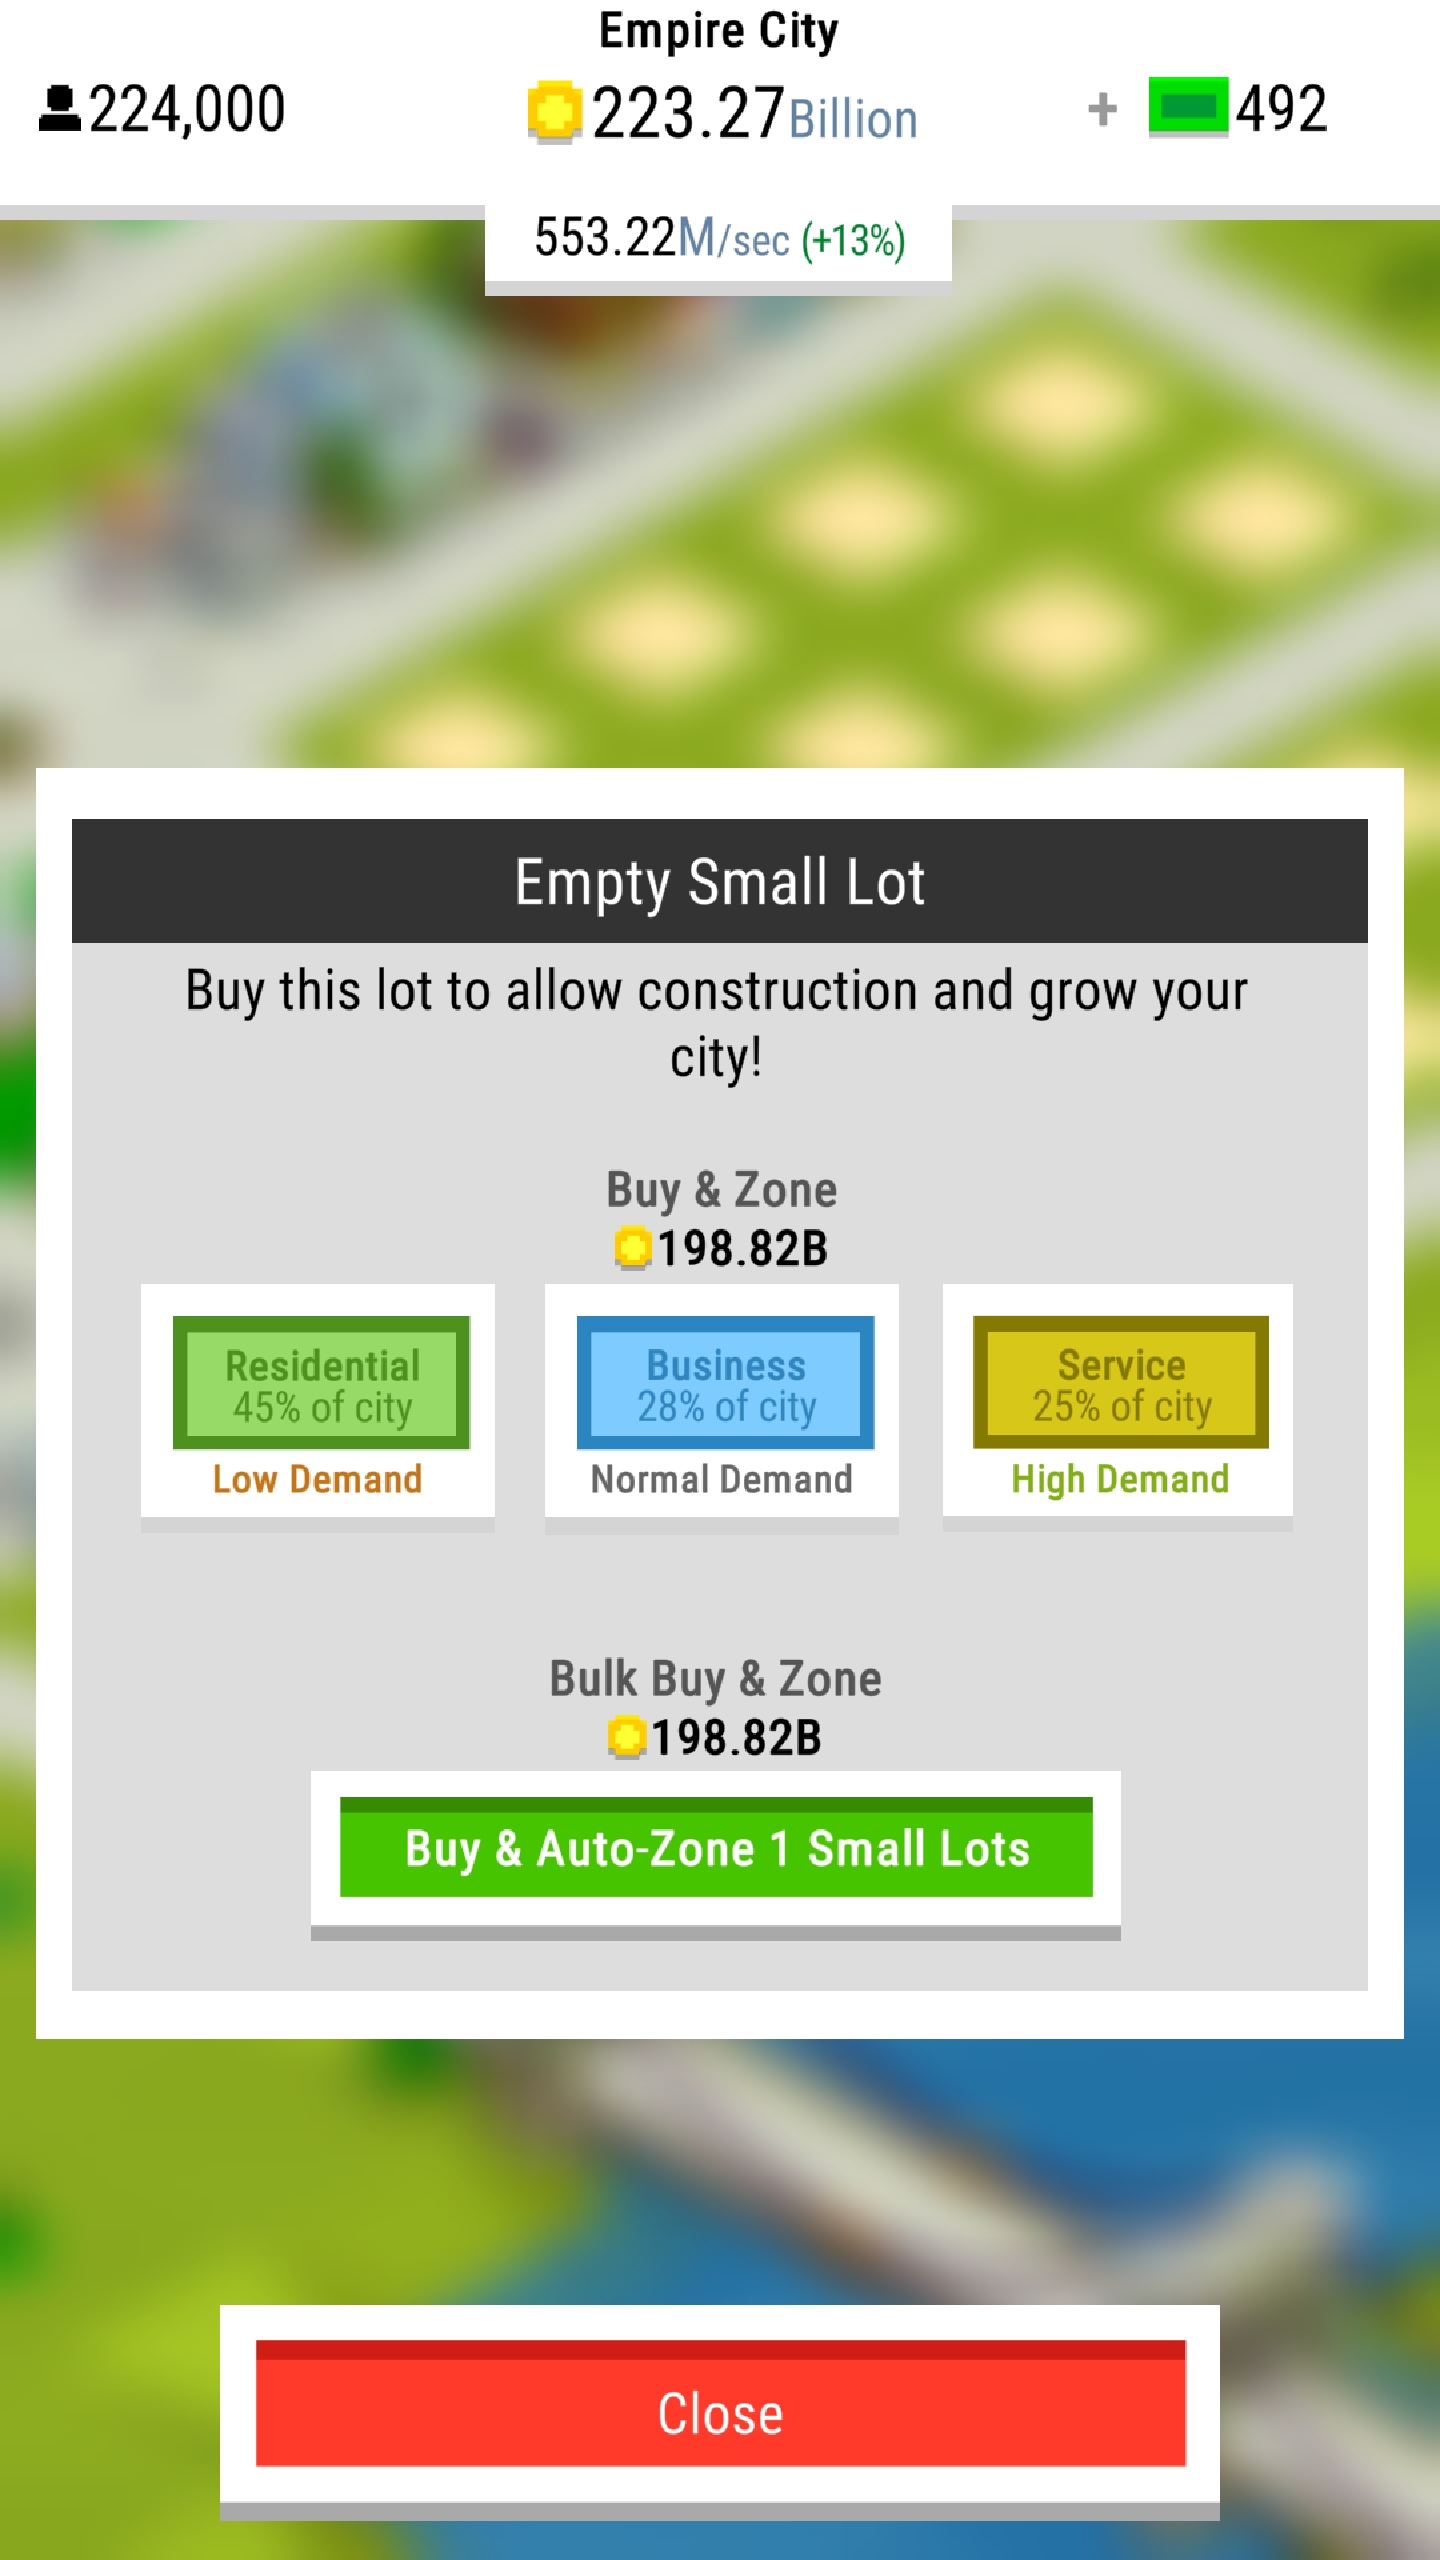 Empire City
224,000
223.27Billion
+ 492
553.22M/sec (+13%)
Empty Small Lot
Buy this lot to allow construction and grow your
city!
Buy & Zone
198.82B
Residential
45% of city
Low Demand
Business
28% of city
Normal Demand
Service
25% of city
High Demand
Bulk Buy & Zone
198.82B
Buy & Auto-Zone 1 Small Lots
Close